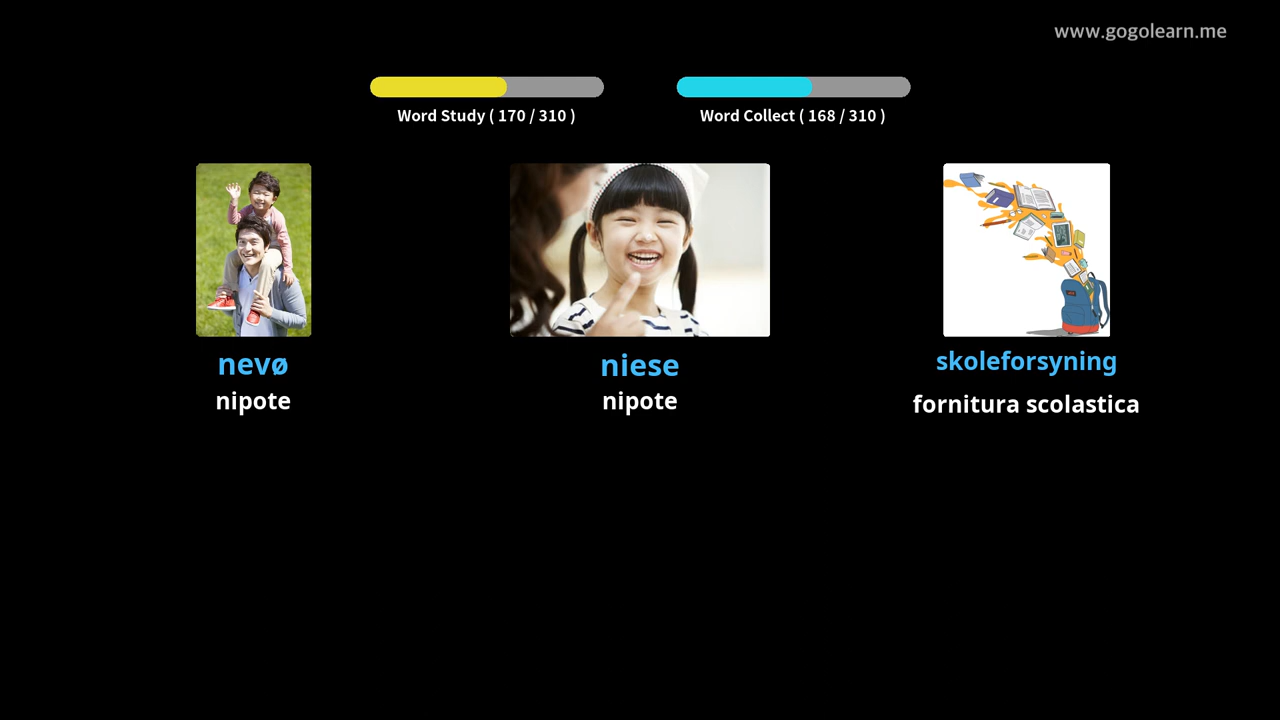 www.gogolearn.me
Word Study ( 170 / 310 )
Word Collect ( 168 / 310 )
nevø
nipote
niese
nipote
skoleforsyning
fornitura scolastica